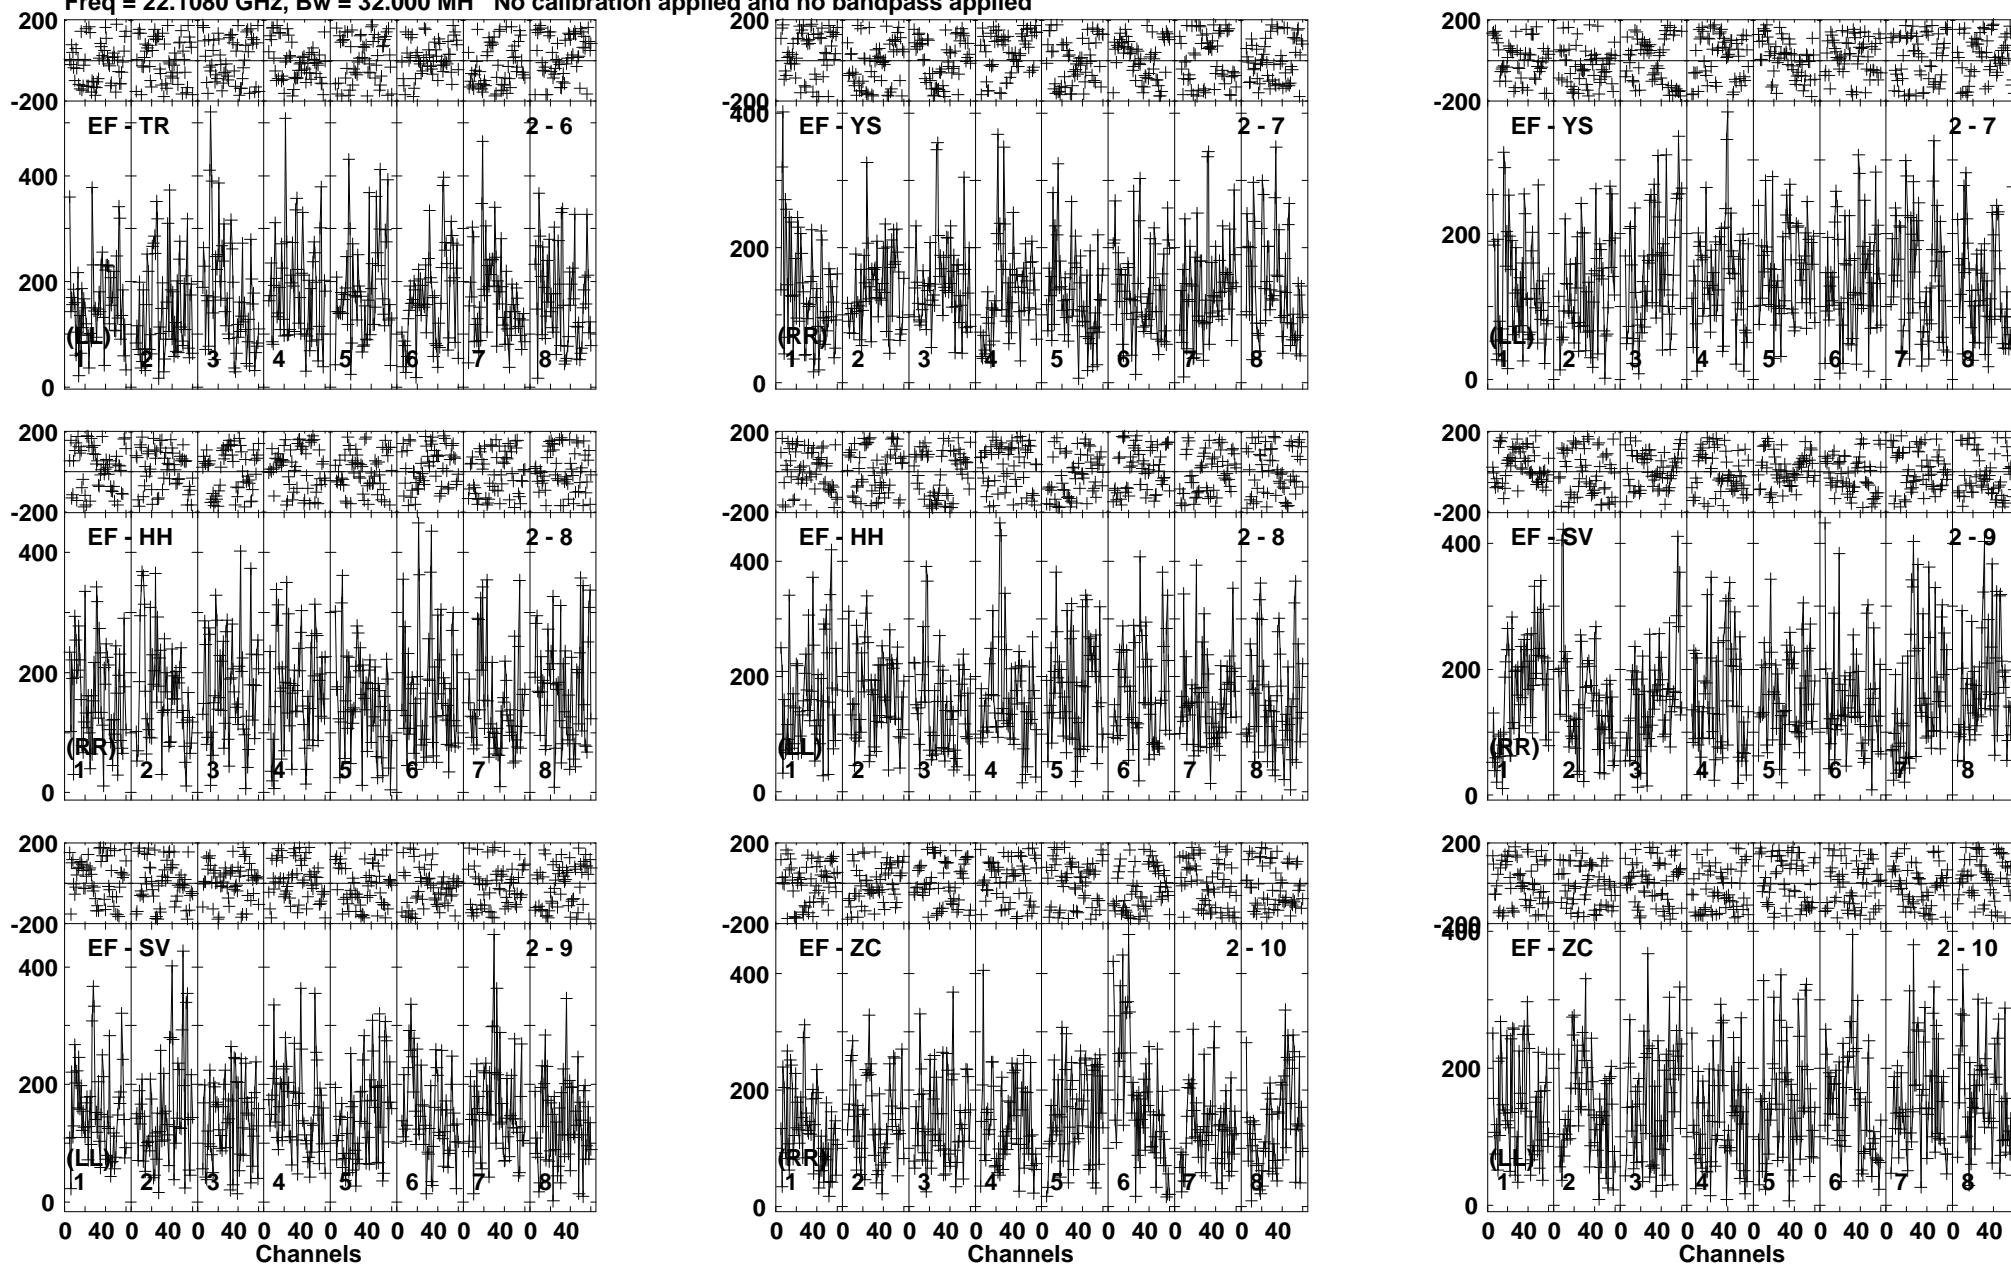 Freq = 22.1080 GHz, Bw = 32.000 MH No calibration applied and no bandpass applied
200 200 200
-200 -200 -200
EF - TR 2 - 6 400 EF - YS 2 - 7 EF - YS 2 - 7
400
200 200 200
(LL) (RR) (LL)
1 2 3 4 5 6 7 8 1 2 3 4 5 6 7 8 1 2 3 4 5 6 7 8
0 0 0
200 200 200
-200 -200 -200
EF - HH 2 - 8 EF - HH 2 - 8 EF - SV 2 - 9
400 400 400
200 200 200
(RR) (LL) (RR)
1 2 3 4 5 6 7 8 1 2 3 4 5 6 7 8 1 2 3 4 5 6 7 8
0 0 0
200 200 200
-200 -200 -200
EF - SV 2 - 9 EF - ZC 2 - 10 400 EF - ZC 2 - 10
400 400
200 200 200
(LL) (RR) (LL)
1 2 3 4 5 6 7 8 1 2 3 4 5 6 7 8 1 2 3 4 5 6 7 8
0 0 0
0 40 0 40 0 40 0 40 0 40 0 40 0 40 0 40 0 40 0 40 0 40 0 40 0 40 0 40 0 40 0 40 0 40 0 40 0 40 0 40 0 40 0 40 0 40 0 40
Channels Channels Channels